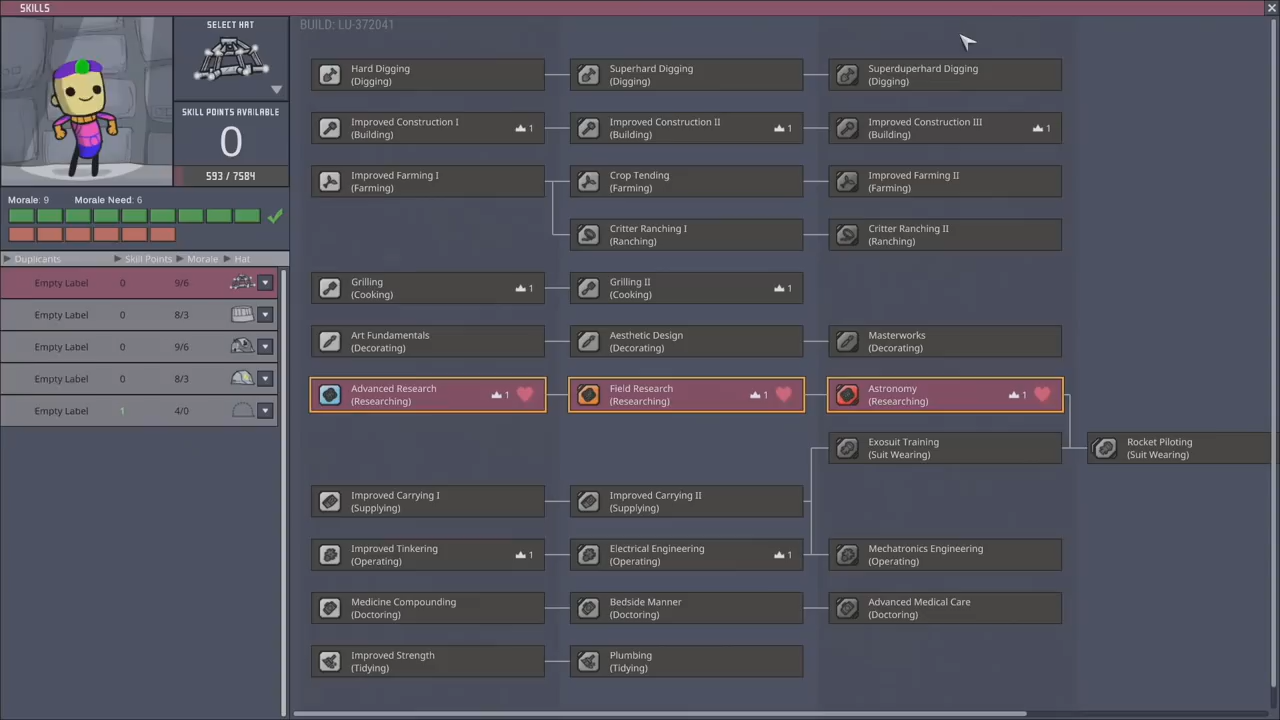 SKILLS
SELECT HAT
BUILD: LU-372041
SKILL POINTS AVAILABLE
0
593 / 7584
Morale: 9 Morale Need: 6
Duplicants Skill Points Morale Hat
Empty Label 0 9/6
Empty Label 0 8/3
Empty Label 0 9/6
Empty Label 0 8/3
Empty Label 1 4/0
Hard Digging
(Digging)
Superhard Digging
(Digging)
Superduperhard Digging
(Digging)
Improved Construction I
(Building)
1
Improved Construction II
(Building)
1
Improved Construction III
(Building)
1
Improved Farming I
(Farming)
Crop Tending
(Farming)
Improved Farming II
(Farming)
Critter Ranching I
(Ranching)
Critter Ranching II
(Ranching)
Grilling
(Cooking)
1
Grilling II
(Cooking)
1
Art Fundamentals
(Decorating)
Aesthetic Design
(Decorating)
Masterworks
(Decorating)
Advanced Research
(Researching)
1
Field Research
(Researching)
1
Astronomy
(Researching)
1
Exosuit Training
(Suit Wearing)
Rocket Piloting
(Suit Wearing)
Improved Carrying I
(Supplying)
Improved Carrying II
(Supplying)
Improved Tinkering
(Operating)
1
Electrical Engineering
(Operating)
1
Mechatronics Engineering
(Operating)
Medicine Compounding
(Doctoring)
Bedside Manner
(Doctoring)
Advanced Medical Care
(Doctoring)
Improved Strength
(Tidying)
Plumbing
(Tidying)